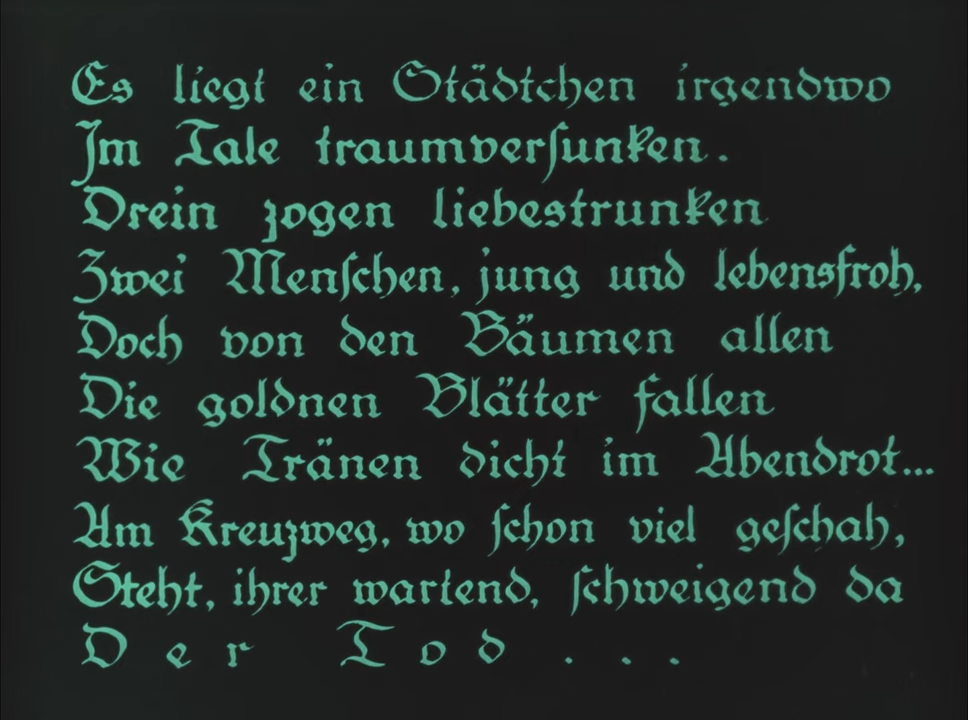 Es liegt ein Städtchen irgendwo
Im Tale traumverſunken.
Drein zogen liebestrunken
Zwei Menſchen, jung und lebensfroh,
Doch von den Bäumen allen
Die goldnen Blätter fallen
Wie Tränen dicht im Abendrot...
Am Kreuzweg, wo ſchon viel geſchah,
Steht, ihrer wartend, ſchweigend da
Der Tod ...